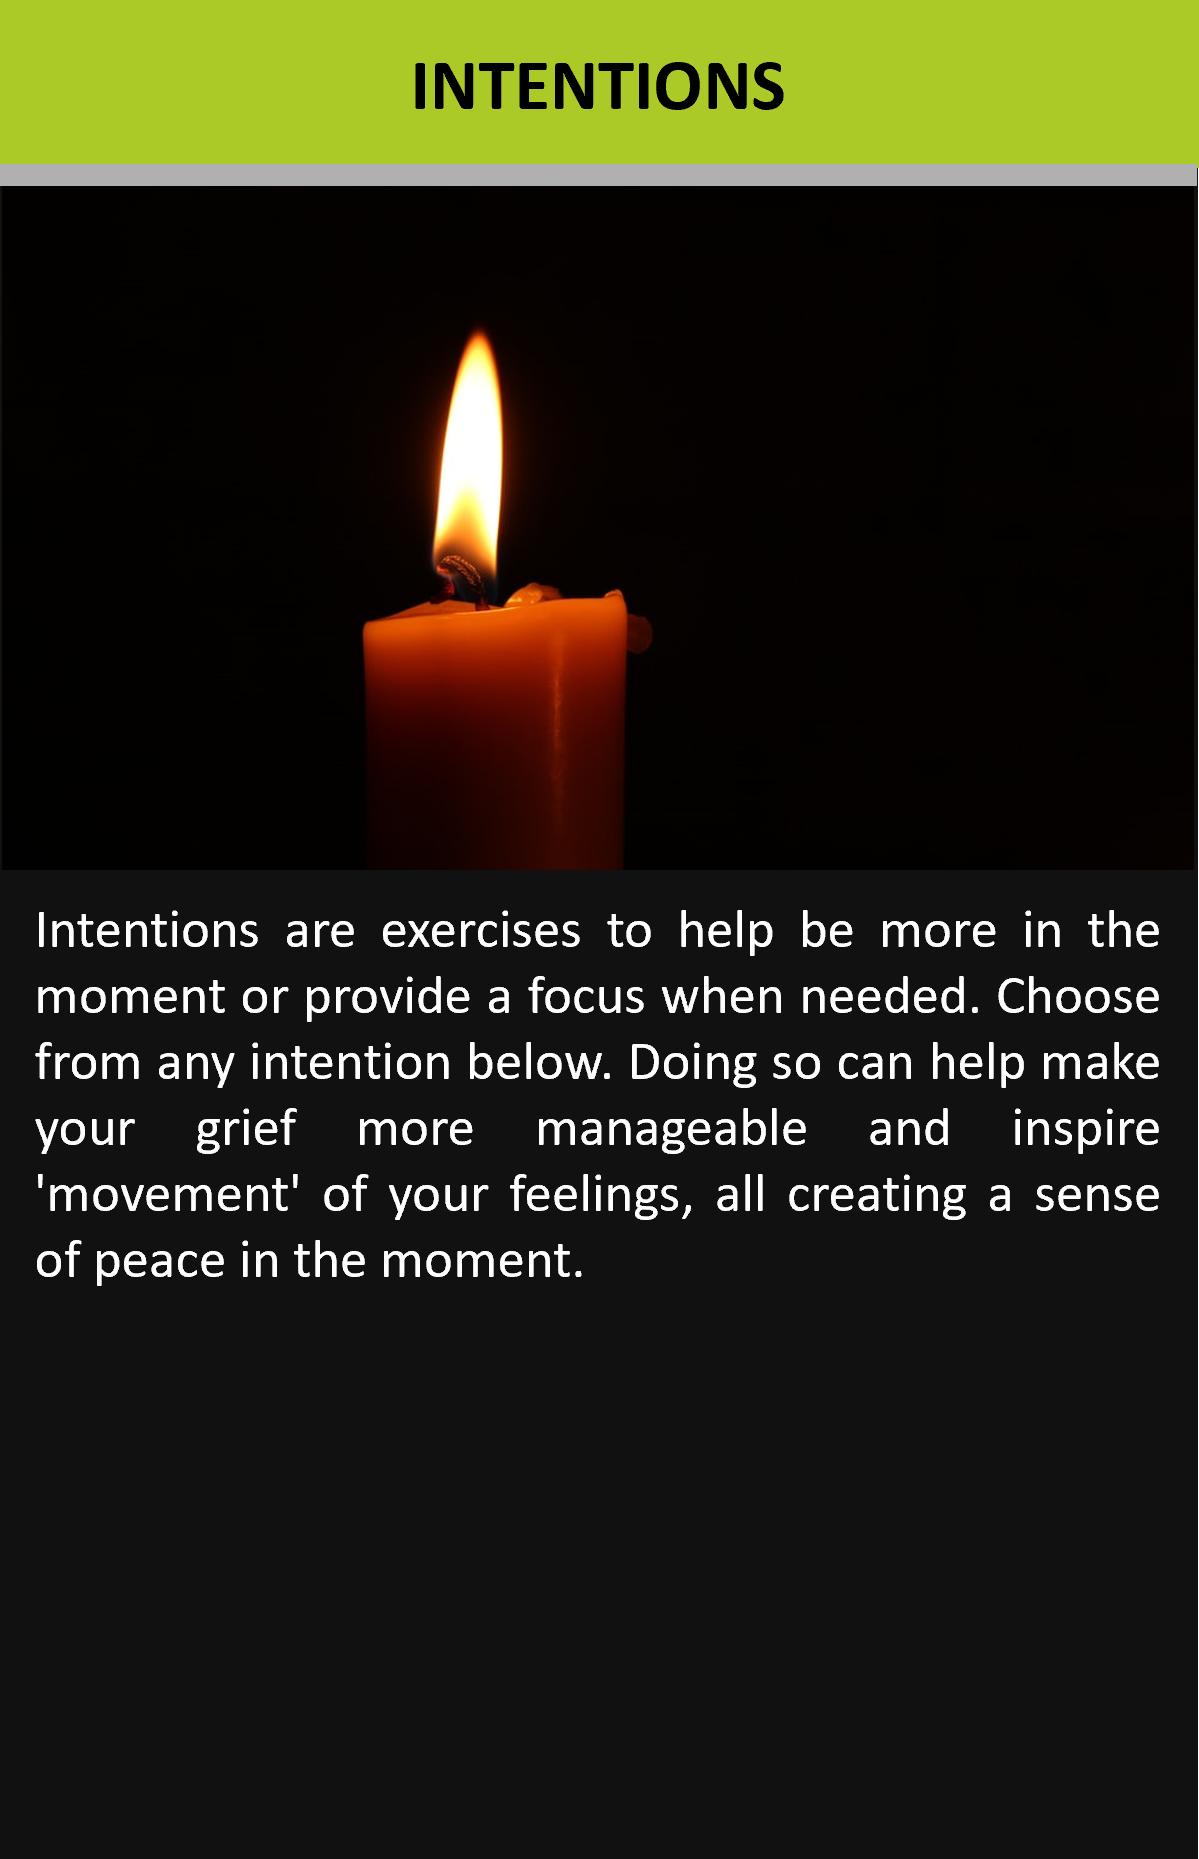 INTENTIONS
Intentions are exercises to help be more in the
moment or provide a focus when needed. Choose
from any intention below. Doing so can help make
your grief more manageable and inspire
'movement' of your feelings, all creating a sense
of peace in the moment.